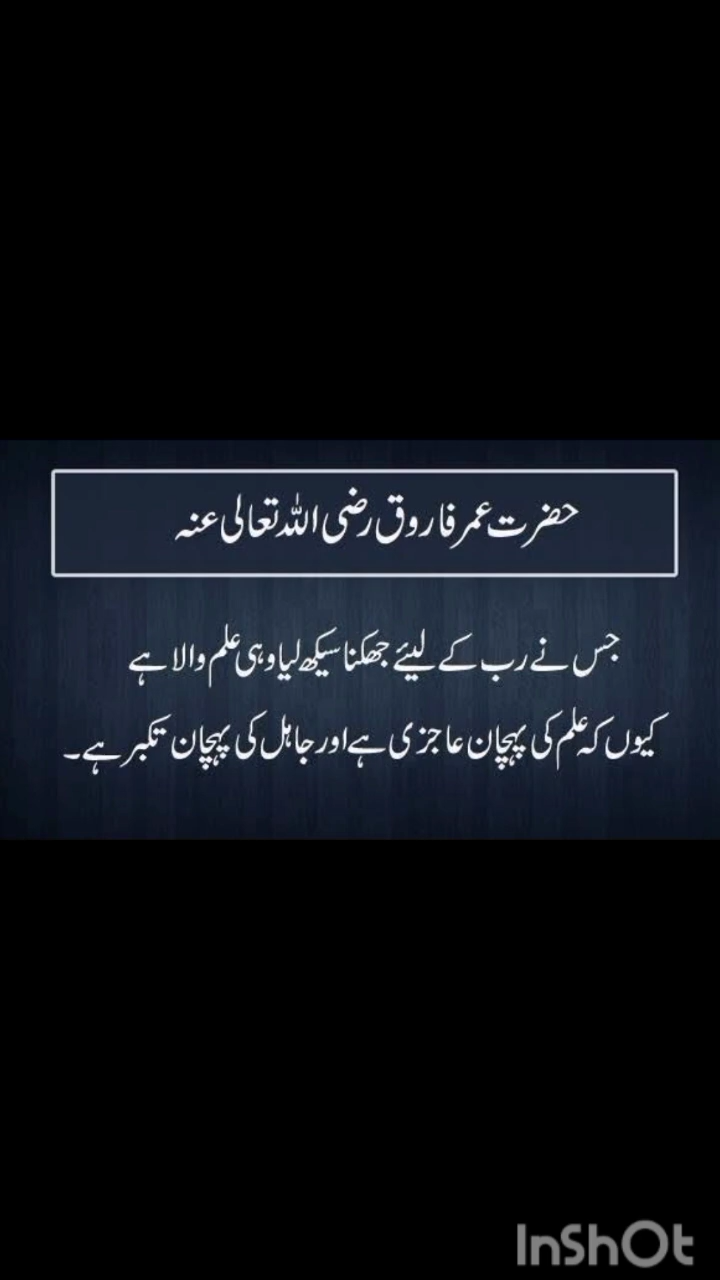 حضرت عمر فاروق رضی اللہ تعالی عنہ
جس نے رب کے لیئے جھکنا سیکھ لیا وہی علم والا ہے
کیوں کہ علم کی پہچان عاجزی ہے اور جاہل کی پہچان تکبر ہے۔
InShOt